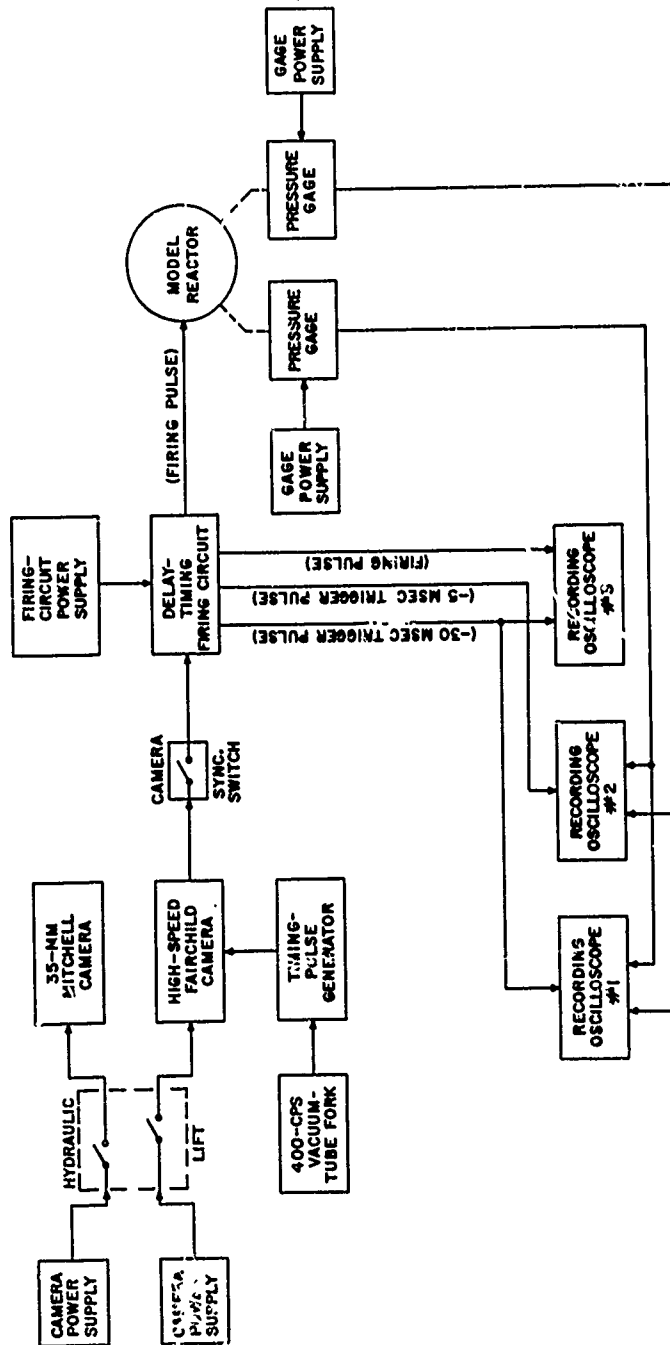 CAMERA
POWER
SUPPLY
HYDRAULIC
LIFT
35-MM
MITCHELL
CAMERA
CAMERA
POWER
SUPPLY
HIGH-SPEED
FAIRCHILD
CAMERA
400-CPS
VACUUM-
TUBE FORK
TIMING-
PULSE
GENERATOR
CAMERA
SYNC.
SWITCH
FIRING-
CIRCUIT
POWER
SUPPLY
DELAY-
TIMING
FIRING CIRCUIT
(FIRING PULSE)
MODEL
REACTOR
GAGE
POWER
SUPPLY
PRESSURE
GAGE
PRESSURE
GAGE
GAGE
POWER
SUPPLY
(-30 MSEC TRIGGER PULSE)
(-5 MSEC TRIGGER PULSE)
(FIRING PULSE)
RECORDING
OSCILLOSCOPE
#1
RECORDING
OSCILLOSCOPE
#2
RECORDING
OSCILLOSCOPE